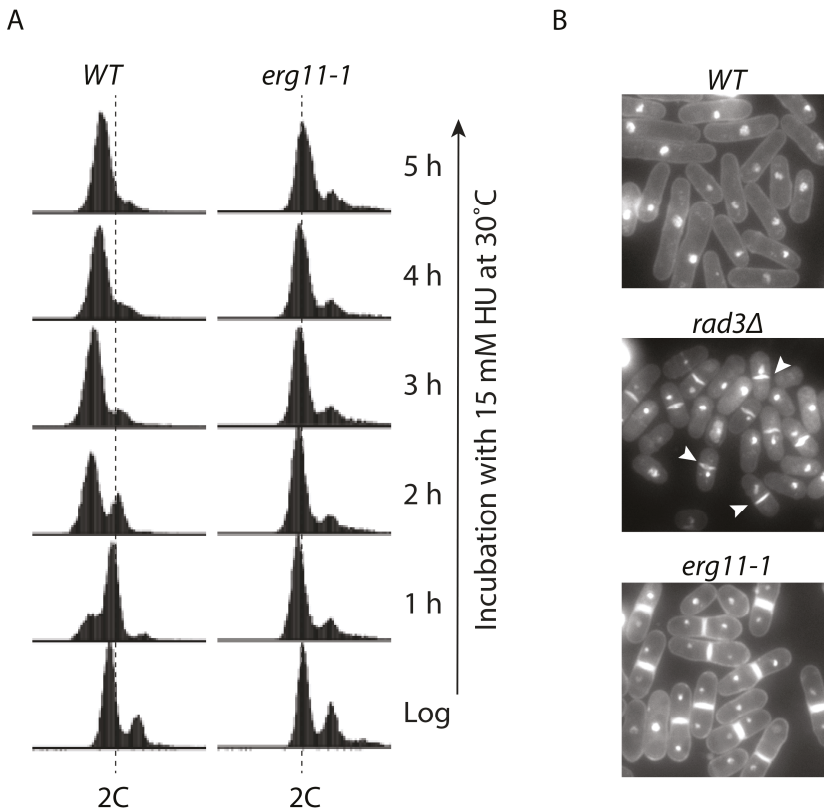 A
WT
erg11-1
5 h
4 h
3 h
2 h
1 h
Log
Incubation with 15 mM HU at 30˚C
2C
2C
B
WT
rad3Δ
erg11-1